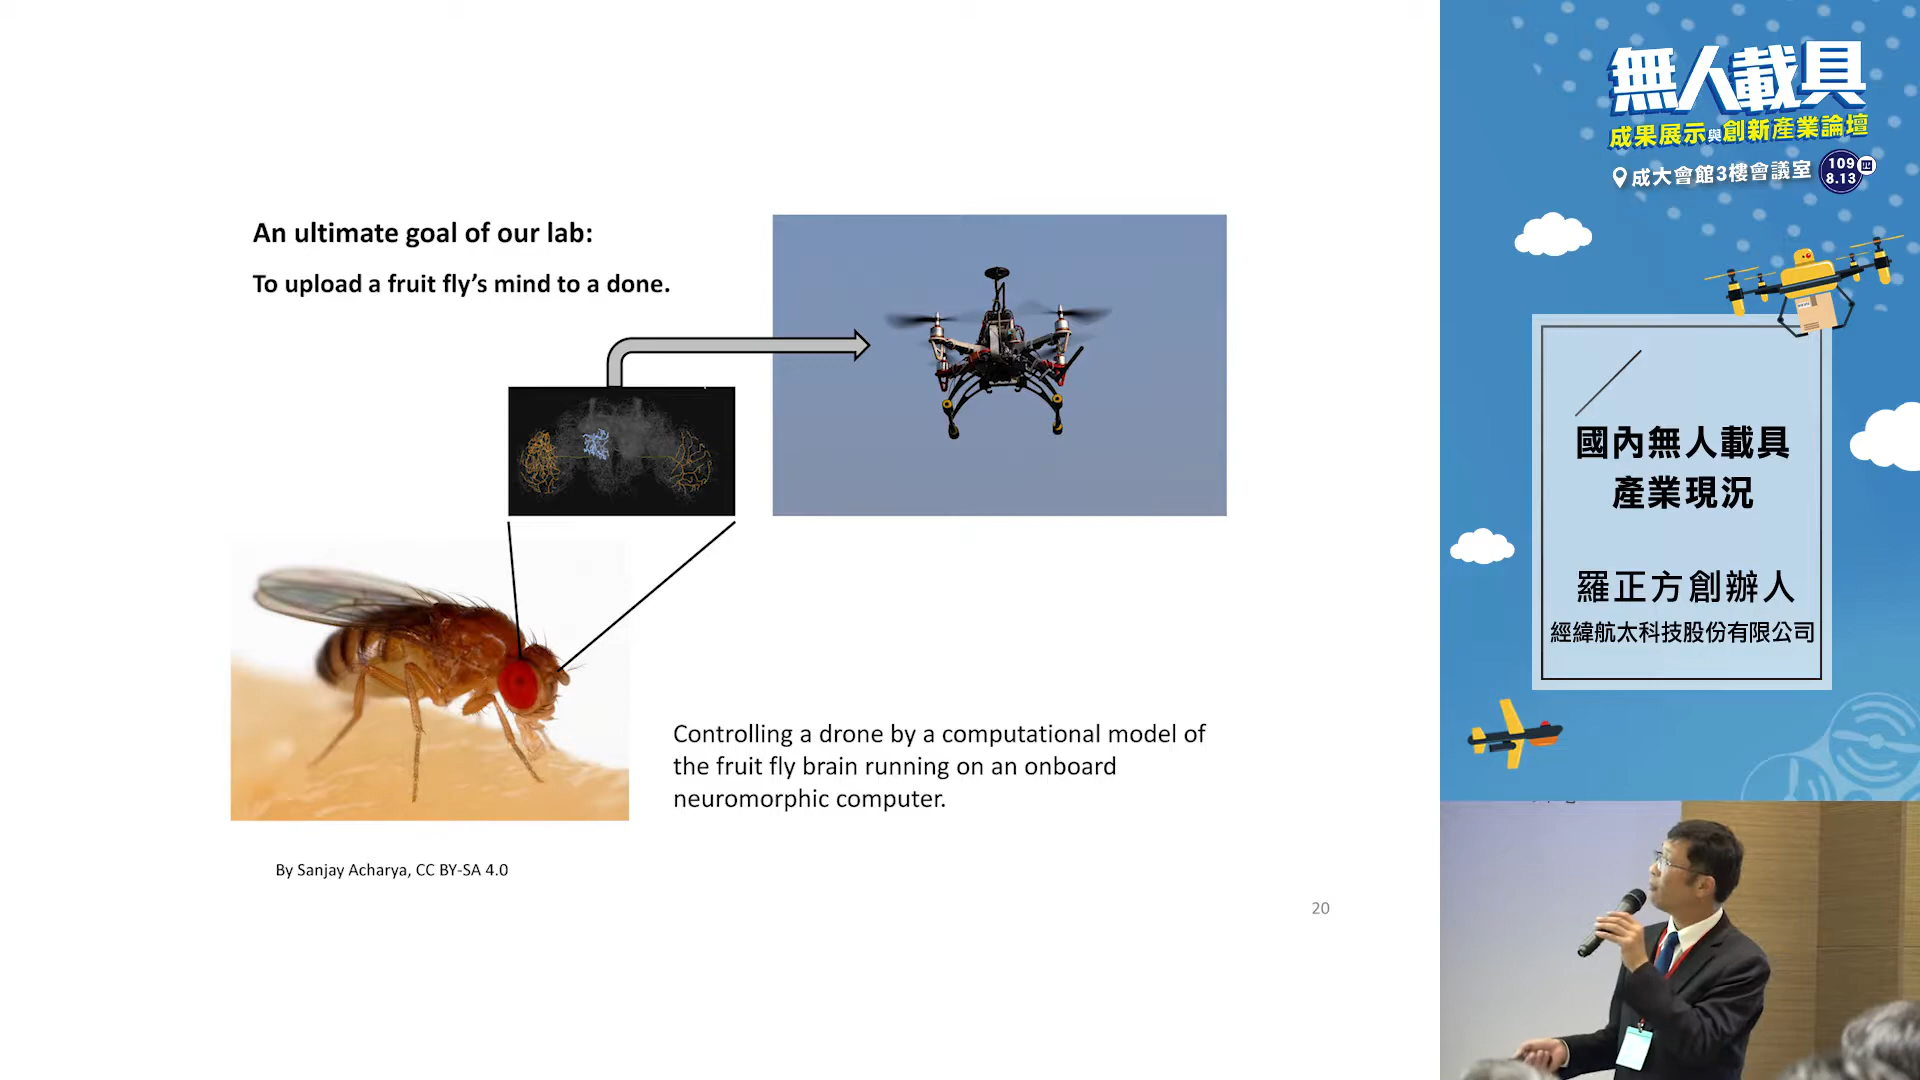 An ultimate goal of our lab:
To upload a fruit fly’s mind to a done.
Controlling a drone by a computational model of
the fruit fly brain running on an onboard
neuromorphic computer.
By Sanjay Acharya, CC BY-SA 4.0
20
無人載具
成果展示與創新產業論壇
成大會館3樓會議室
109
8.13
四
國內無人載具
產業現況
羅正方創辦人
經緯航太科技股份有限公司